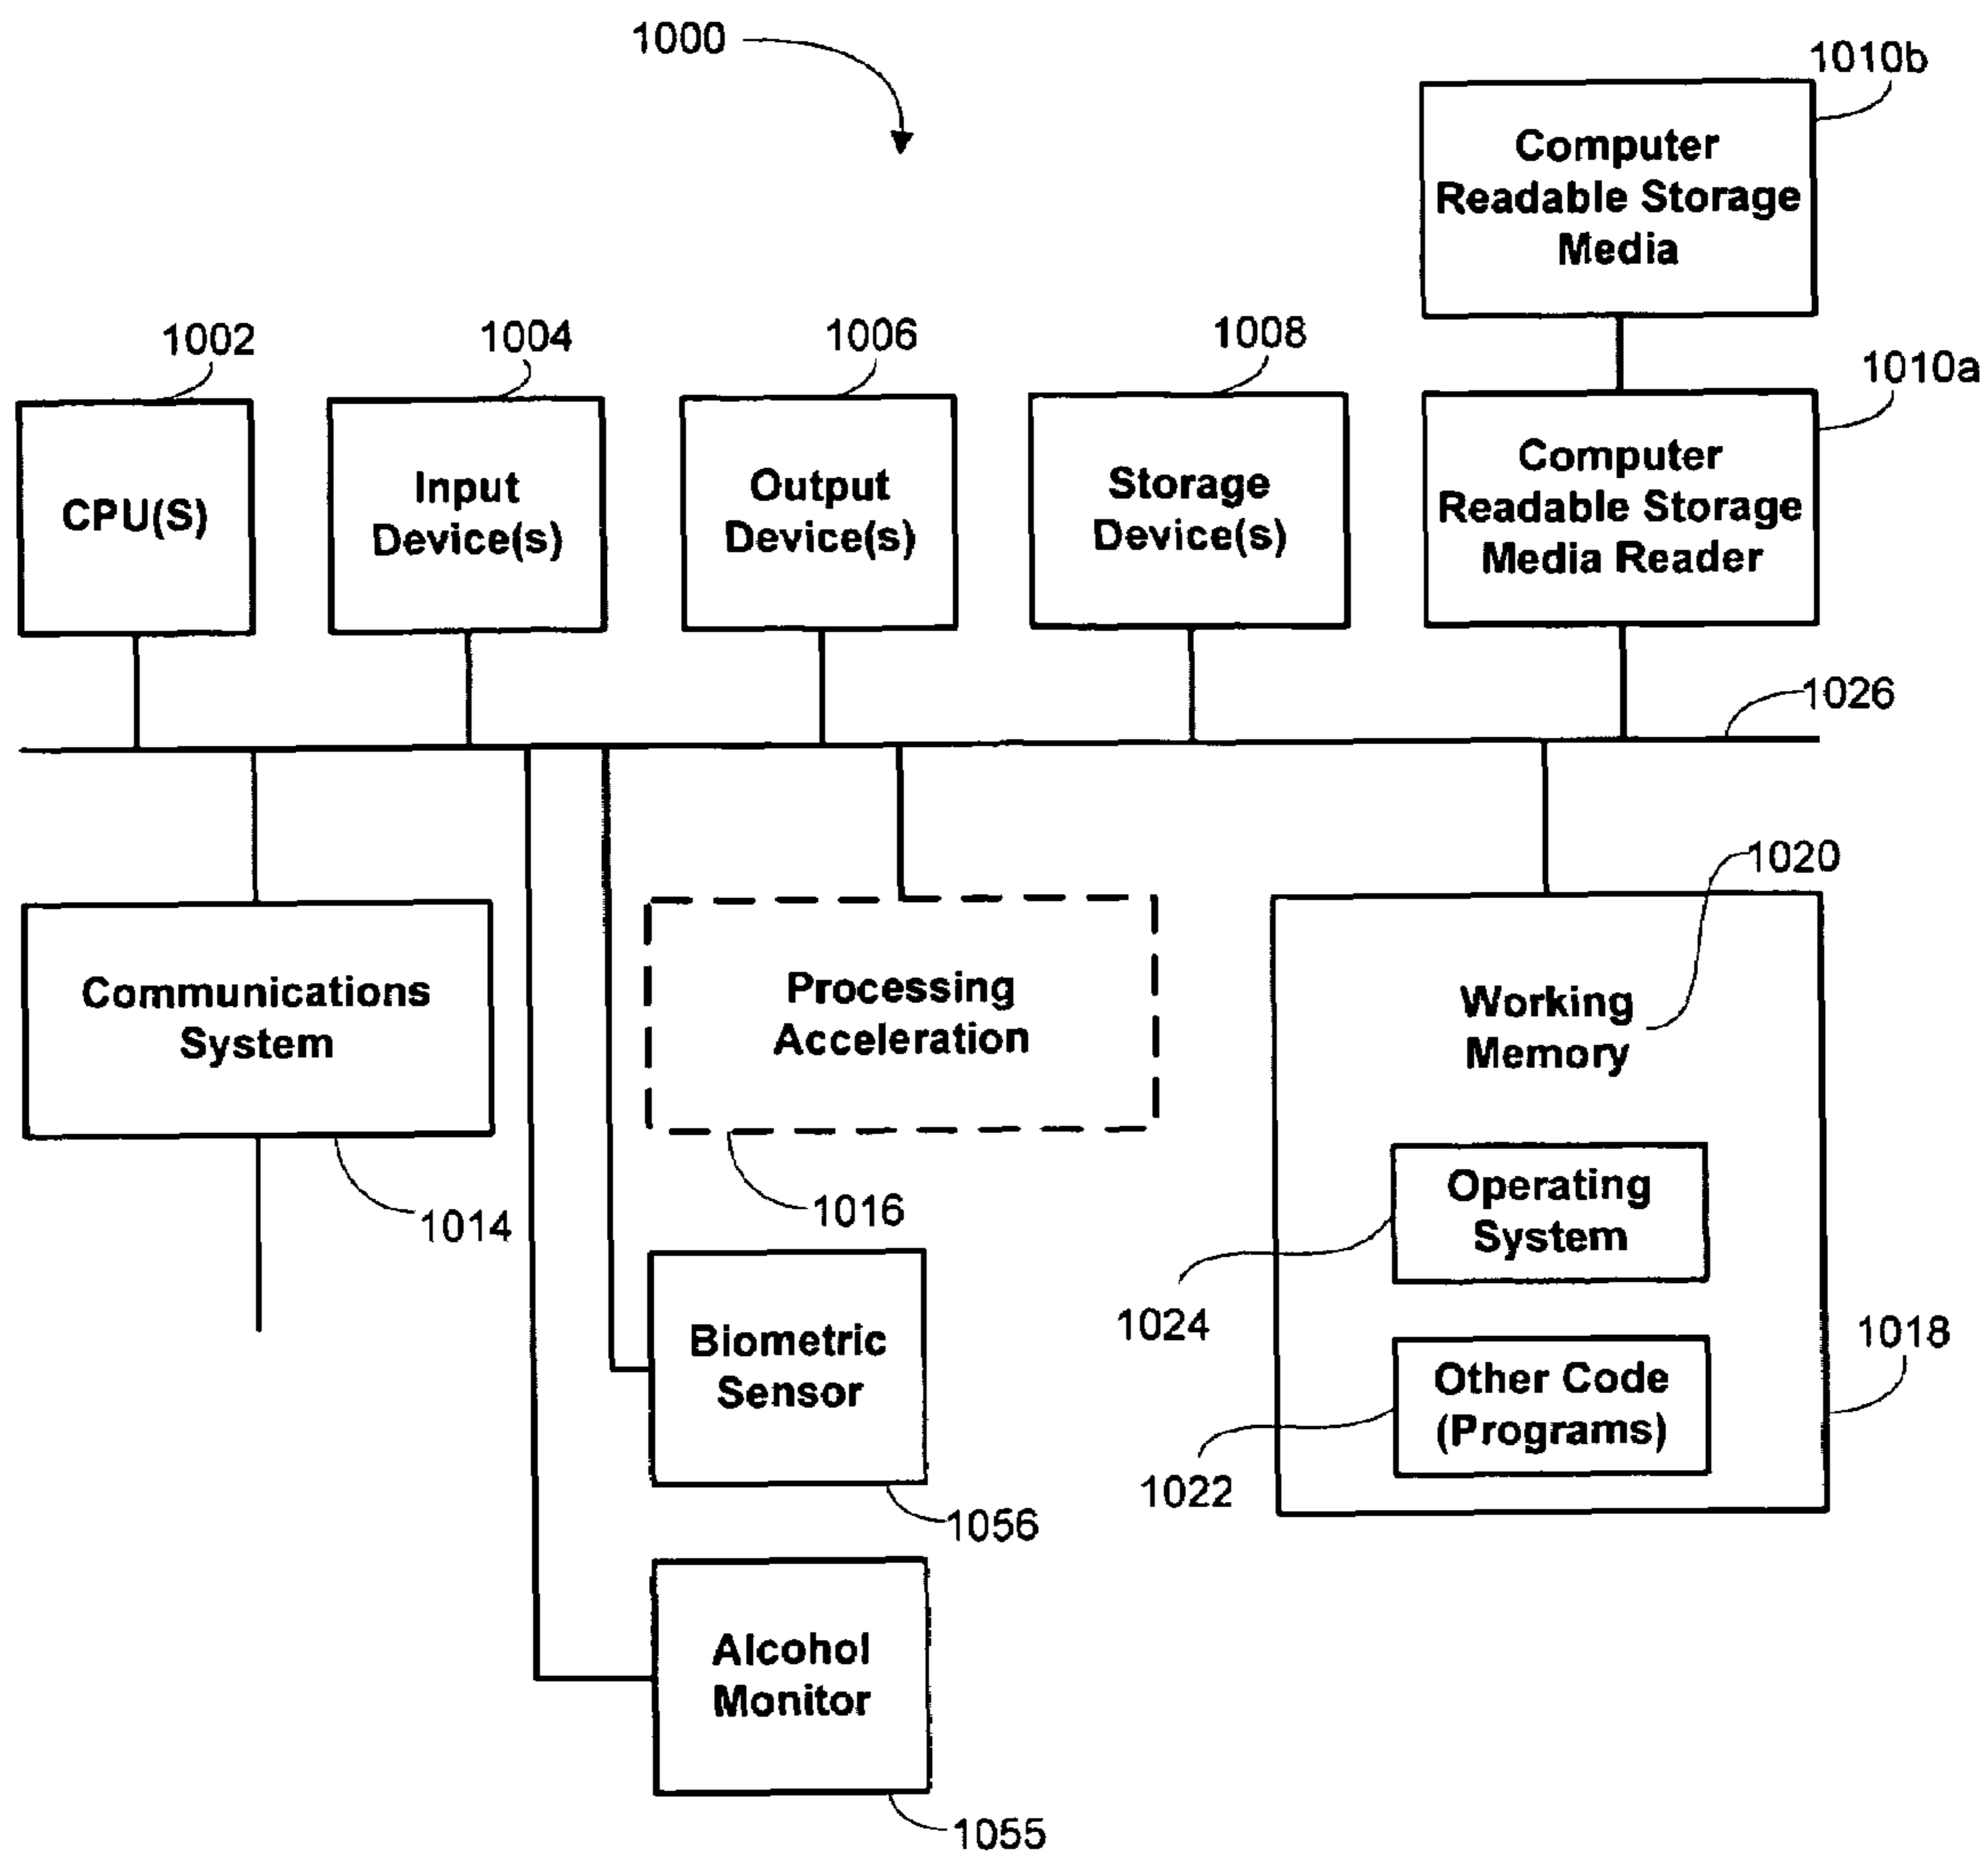 1000
1010b
Computer
Readable Storage
Media
1002
1004
1006
1008
1010a
CPU(S)
Input
Device(s)
Output
Device(s)
Storage
Device(s)
Computer
Readable Storage
Media Reader
1026
1020
Communications
System
Processing
Acceleration
Working
Memory
1014
1016
Operating
System
1024
Biometric
Sensor
1018
Other Code
(Programs)
1022
1056
Alcohol
Monitor
1055